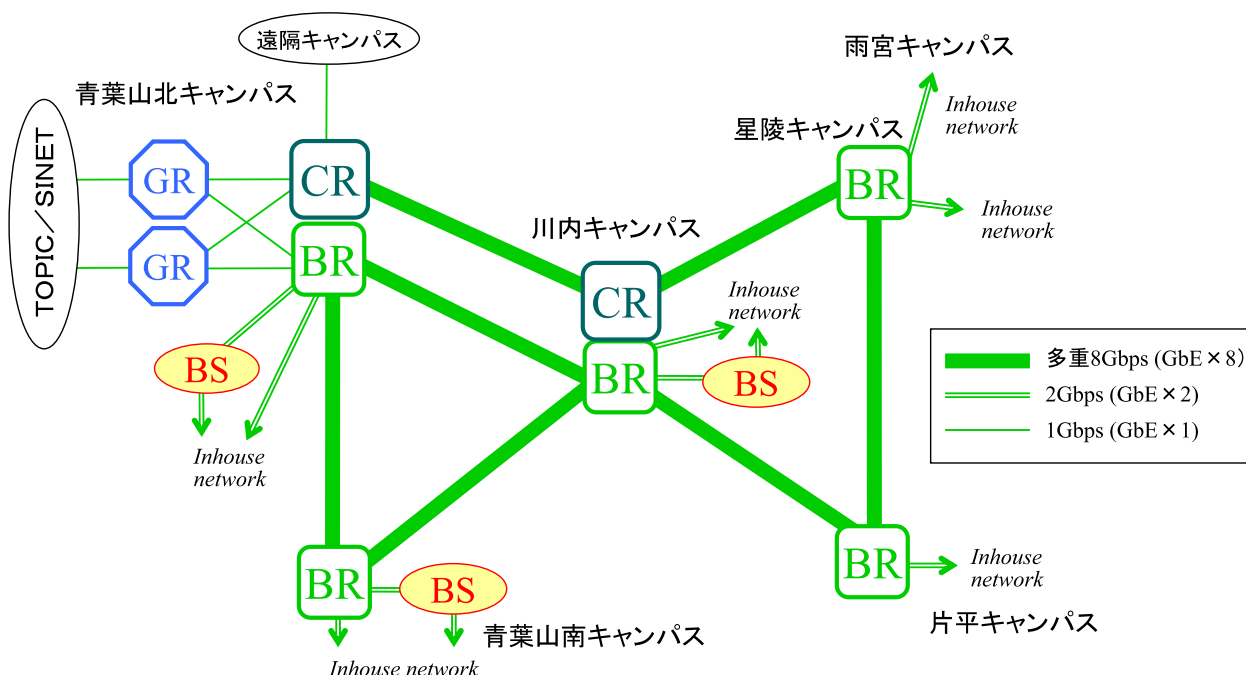 遠隔キャンパス
雨宮キャンパス
青葉山北キャンパス
Inhouse
network
星陵キャンパス
TOPIC／SINET
GR
CR
BR
川内キャンパス
Inhouse
network
GR
BR
CR
Inhouse
network
BS
BR
BS
多重8Gbps (GbE×8)
2Gbps (GbE×2)
1Gbps (GbE×1)
Inhouse
network
BR
BS
BR
Inhouse
network
青葉山南キャンパス
片平キャンパス
Inhouse network